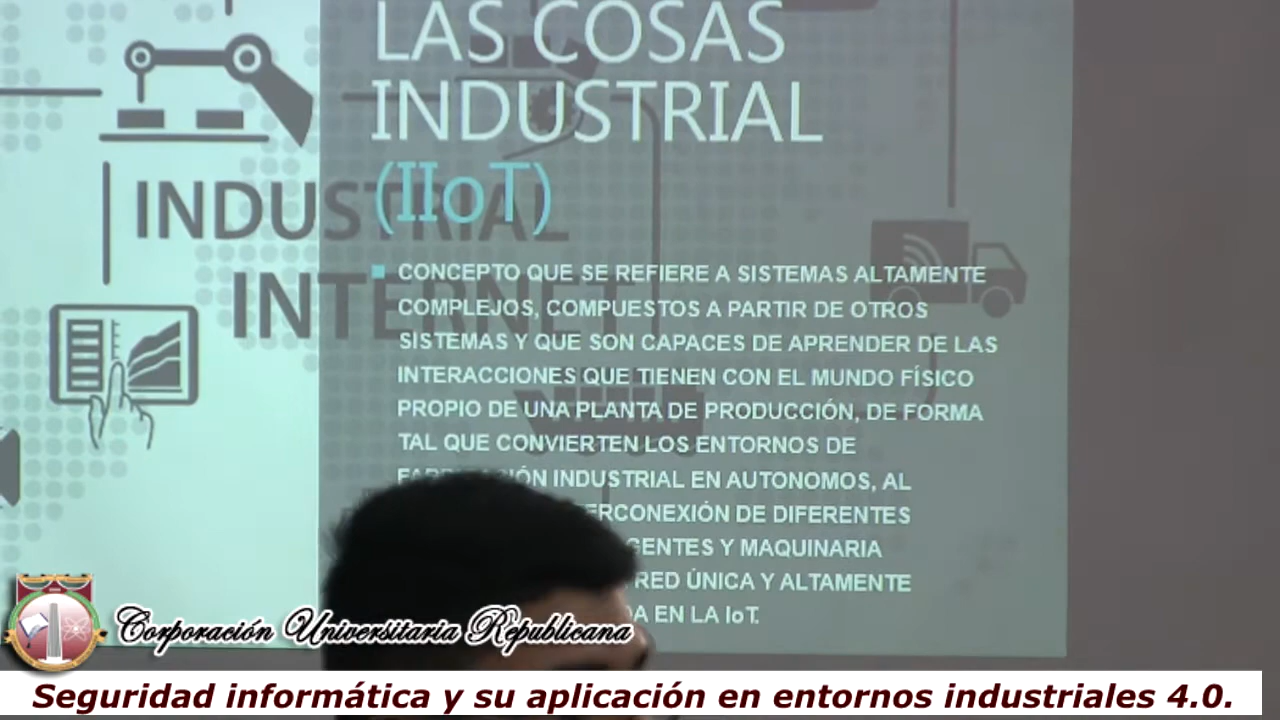 LAS COSAS
INDUSTRIAL
(IIoT)
INDUSTRIAL
INTERNET
CONCEPTO QUE SE REFIERE A SISTEMAS ALTAMENTE
COMPLEJOS, COMPUESTOS A PARTIR DE OTROS
SISTEMAS Y QUE SON CAPACES DE APRENDER DE LAS
INTERACCIONES QUE TIENEN CON EL MUNDO FÍSICO
PROPIO DE UNA PLANTA DE PRODUCCIÓN, DE FORMA
TAL QUE CONVIERTEN LOS ENTORNOS DE
INDUSTRIAL EN AUTONOMOS, AL
DE DIFERENTES
Y MAQUINARIA
RED ÚNICA Y ALTAMENTE
EN LA IoT.
Corporación Universitaria Republicana
Seguridad informática y su aplicación en entornos industriales 4.0.